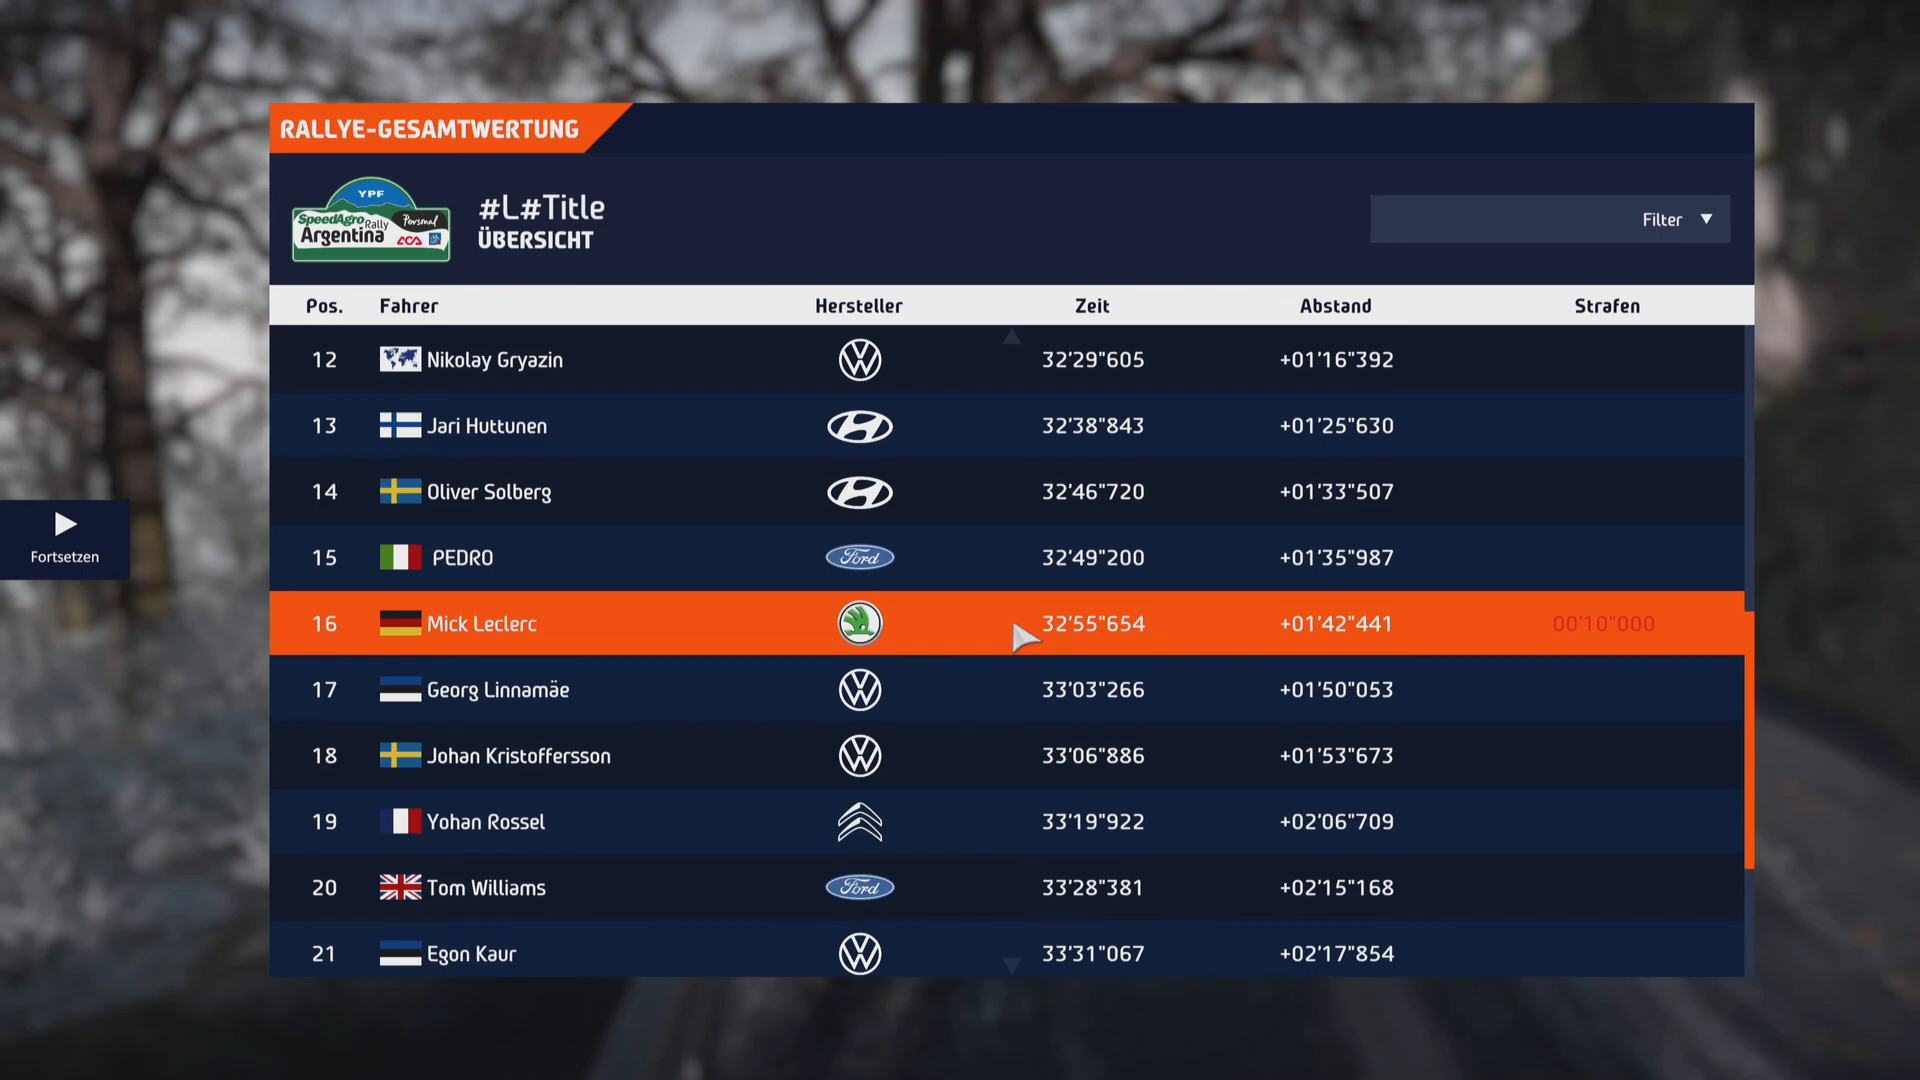 RALLYE-GESAMTWERTUNG
YPF
SpeedAgro Rally Personal
Argentina ACA
#L#Title
ÜBERSICHT
Filter
Pos. Fahrer Hersteller Zeit Abstand Strafen
12 Nikolay Gryazin 32'29"605 +01'16"392
13 Jari Huttunen 32'38"843 +01'25"630
14 Oliver Solberg 32'46"720 +01'33"507
15 PEDRO Ford 32'49"200 +01'35"987
16 Mick Leclerc 32'55"654 +01'42"441 00'10"000
17 Georg Linnamäe 33'03"266 +01'50"053
18 Johan Kristoffersson 33'06"886 +01'53"673
19 Yohan Rossel 33'19"922 +02'06"709
20 Tom Williams Ford 33'28"381 +02'15"168
21 Egon Kaur 33'31"067 +02'17"854
Fortsetzen